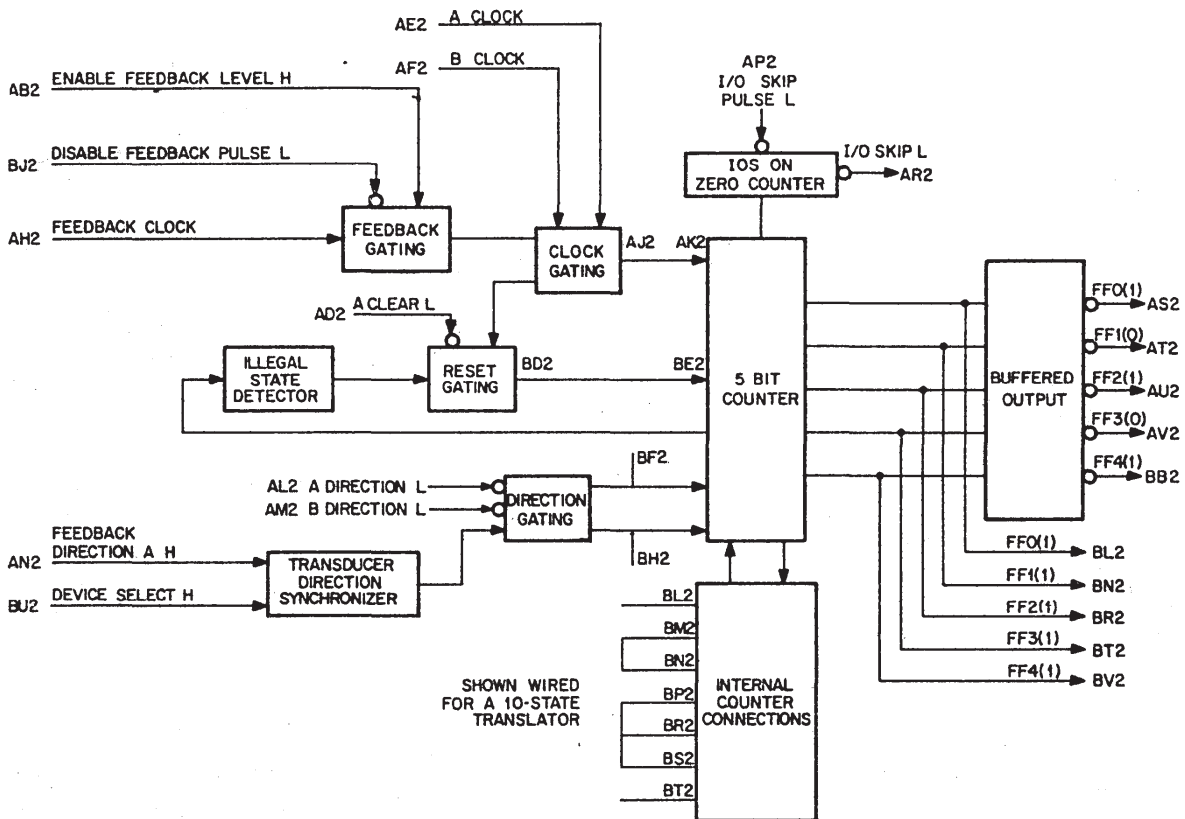 AE2 A CLOCK
AF2 B CLOCK
AB2 ENABLE FEEDBACK LEVEL H
BJ2 DISABLE FEEDBACK PULSE L
AH2 FEEDBACK CLOCK
FEEDBACK
GATING
CLOCK
GATING
AJ2
AK2
AP2
I/O SKIP
PULSE L
IOS ON
ZERO COUNTER
I/O SKIP L
AR2
AD2 A CLEAR L
ILLEGAL
STATE
DETECTOR
RESET
GATING
BD2
BE2
5 BIT
COUNTER
BUFFERED
OUTPUT
FF0(1)
AS2
FF1(0)
AT2
FF2(1)
AU2
FF3(0)
AV2
FF4(1)
BB2
AL2 A DIRECTION L
AM2 B DIRECTION L
DIRECTION
GATING
BF2
BH2
AN2
FEEDBACK
DIRECTION A H
BU2 DEVICE SELECT H
TRANSDUCER
DIRECTION
SYNCHRONIZER
FF0(1)
BL2
FF1(1)
BN2
FF2(1)
BR2
FF3(1)
BT2
FF4(1)
BV2
SHOWN WIRED
FOR A 10-STATE
TRANSLATOR
BL2
BM2
BN2
BP2
BR2
BS2
BT2
INTERNAL
COUNTER
CONNECTIONS